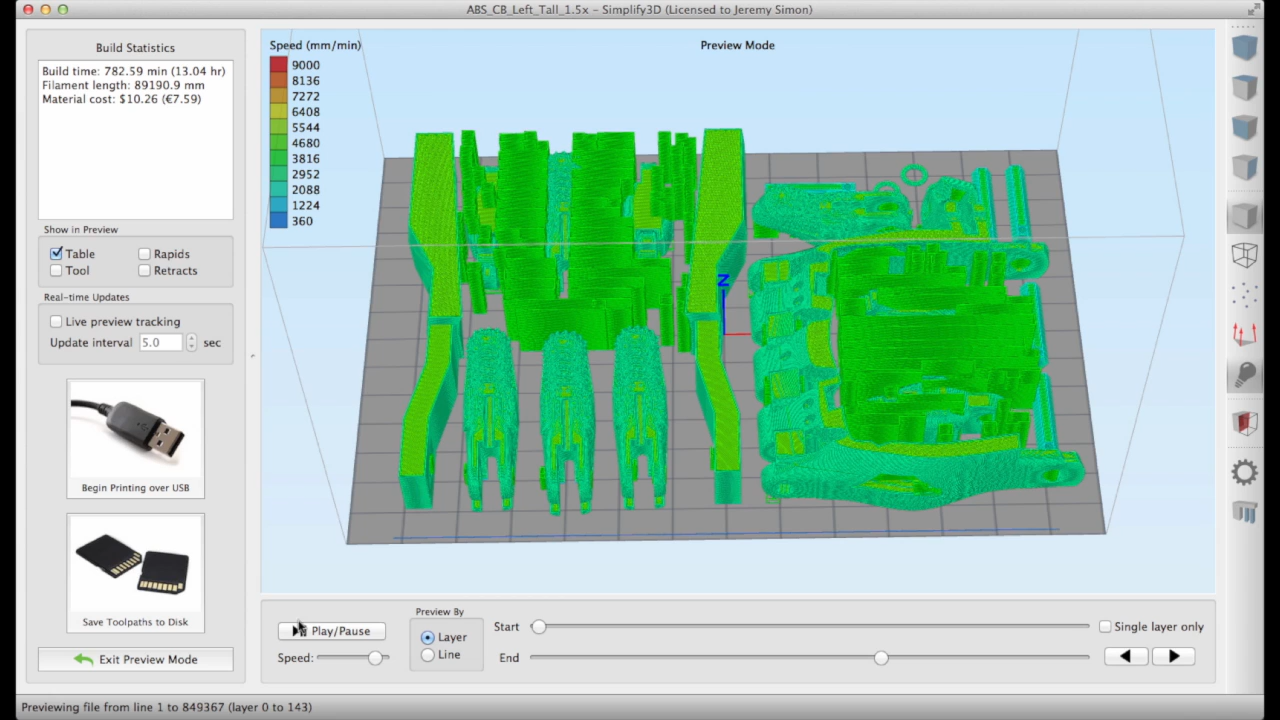 ABS_CB_Left_Tall_1.5x – Simplify3D (Licensed to Jeremy Simon)
Build Statistics
Build time: 782.59 min (13.04 hr)
Filament length: 89190.9 mm
Material cost: $10.26 (€7.59)
Show in Preview
Table
Rapids
Tool
Retracts
Real-time Updates
Live preview tracking
Update interval 5.0 sec
Begin Printing over USB
Save Toolpaths to Disk
Exit Preview Mode
Speed (mm/min)
9000
8136
7272
6408
5544
4680
3816
2952
2088
1224
360
Preview Mode
Z
Play/Pause
Speed:
Preview By
Layer
Line
Start
End
Single layer only
Previewing file from line 1 to 849367 (layer 0 to 143)